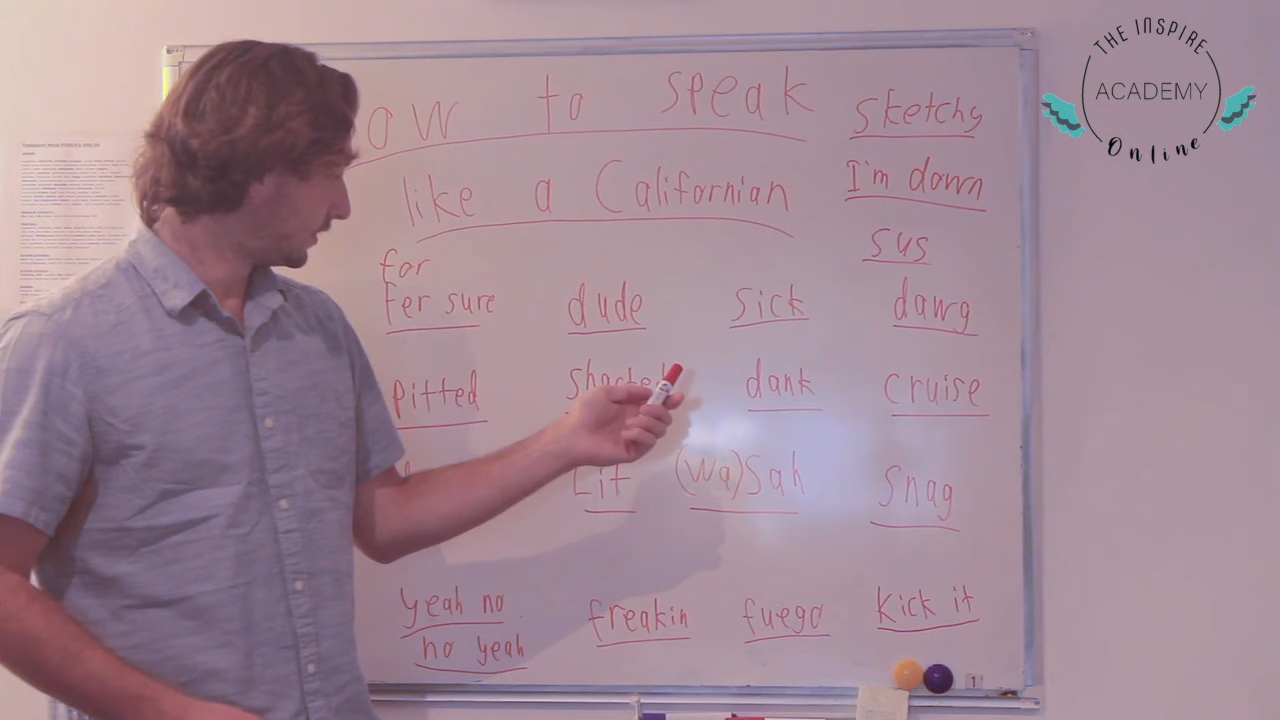 ow to speak
like a Californian
sketchy
I'm down
sus
for
Fer sure
dude
sick
dawg
Pitted
dank
cruise
Lit
(Wa)Sah
snag
yeah no
no yeah
freakin
fuego
Kick it
1
THE INSPIRE
ACADEMY
Online